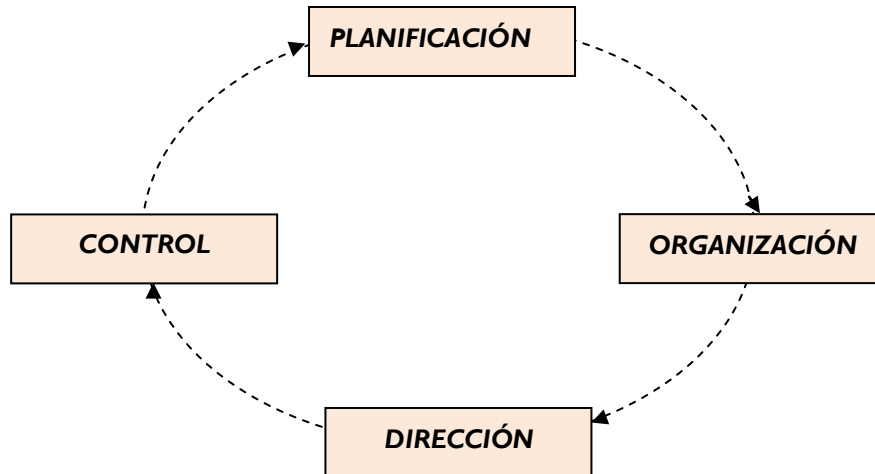 PLANIFICACIÓN
CONTROL
ORGANIZACIÓN
DIRECCIÓN